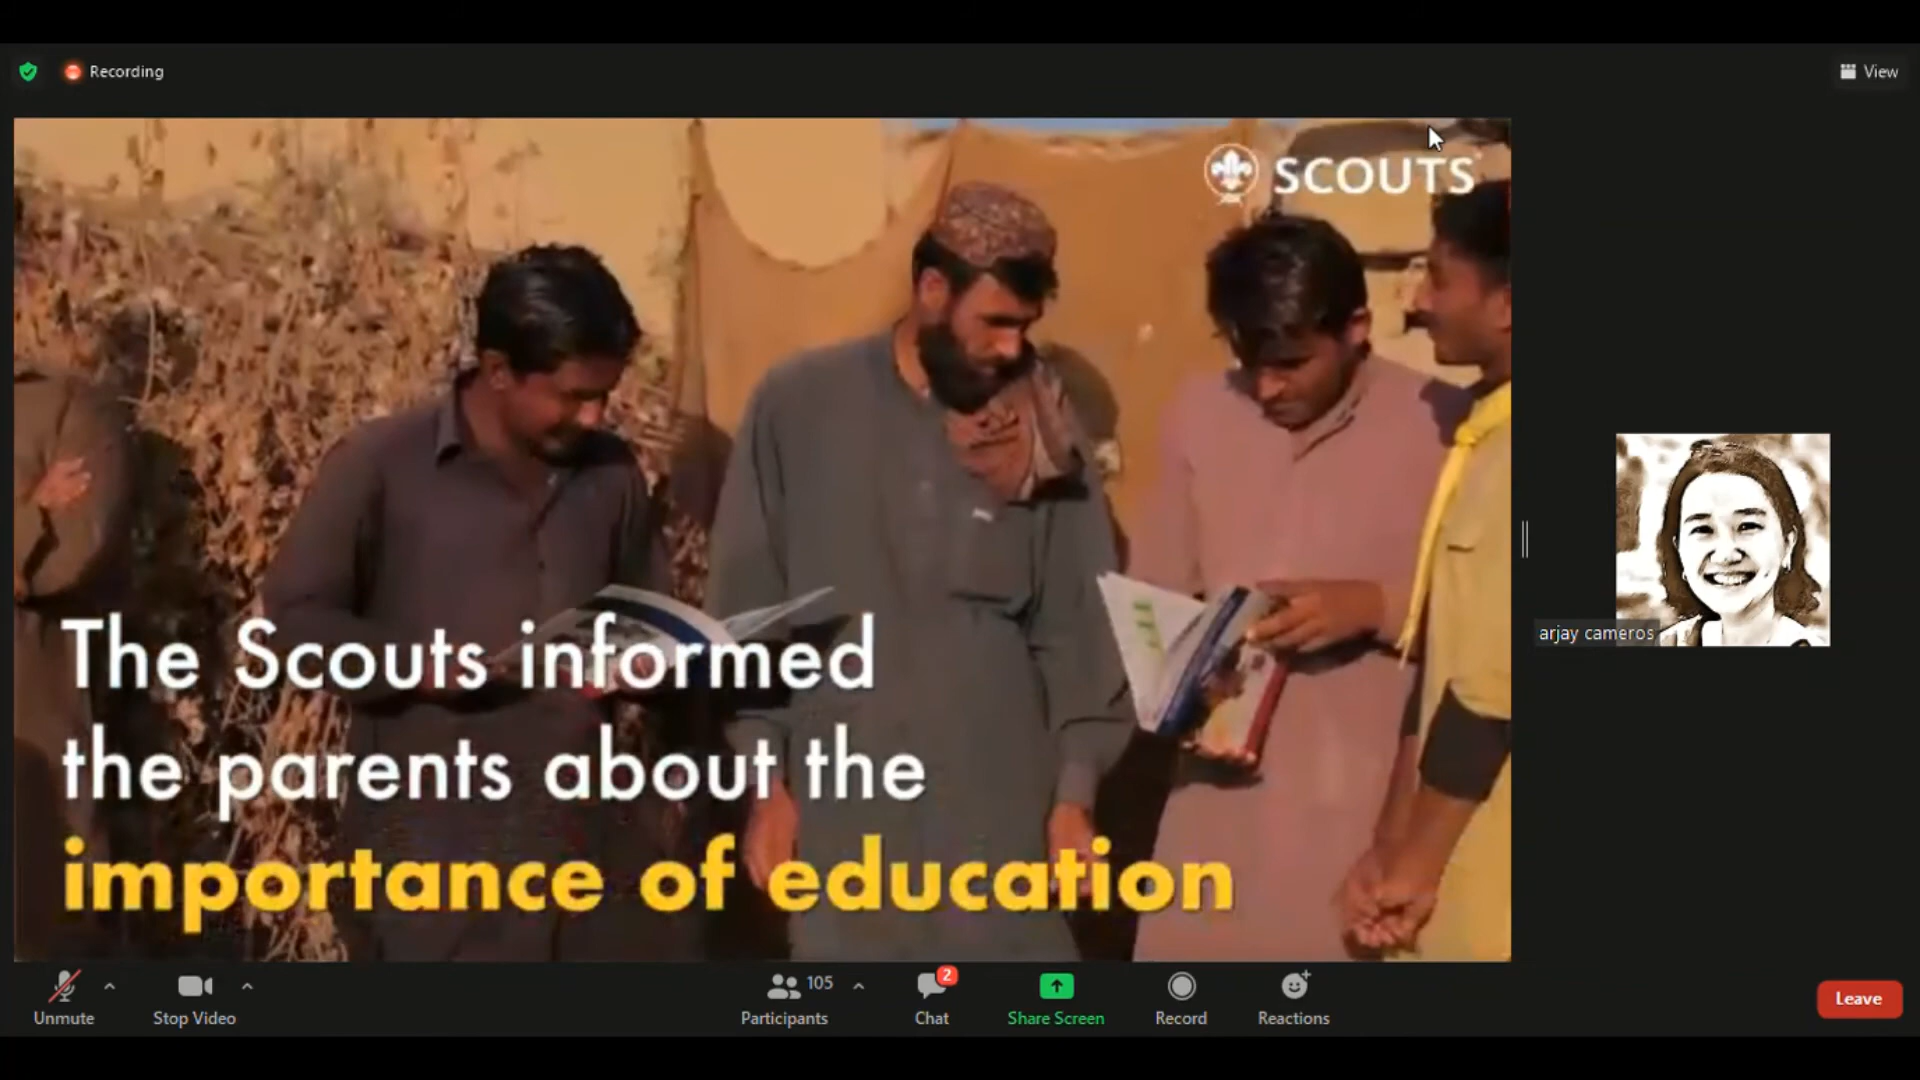 Recording
View
SCOUTS
The Scouts informed
the parents about the
importance of education
arjay cameros
Unmute
Stop Video
105
Participants
2
Chat
Share Screen
Record
Reactions
Leave